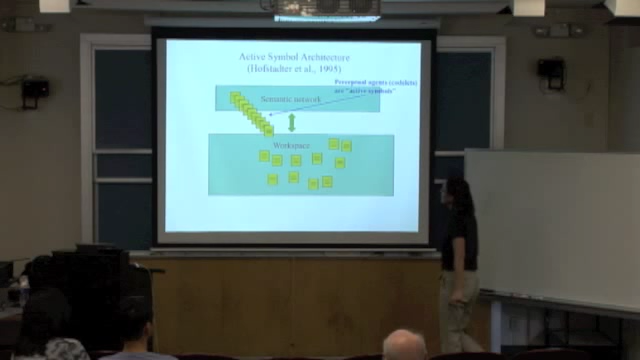 Active Symbol Architecture
(Hofstadter et al., 1995)
Perceptual agents (codelets)
are "active symbols"
Semantic network
Workspace